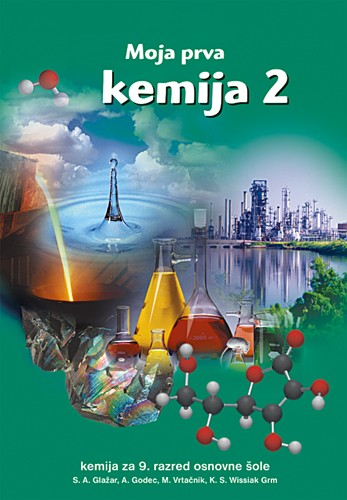 Moja prva
kemija 2
kemija za 9. razred osnovne šole
S. A. Glažar, A. Godec, M. Vrtačnik, K. S. Wissiak Grm